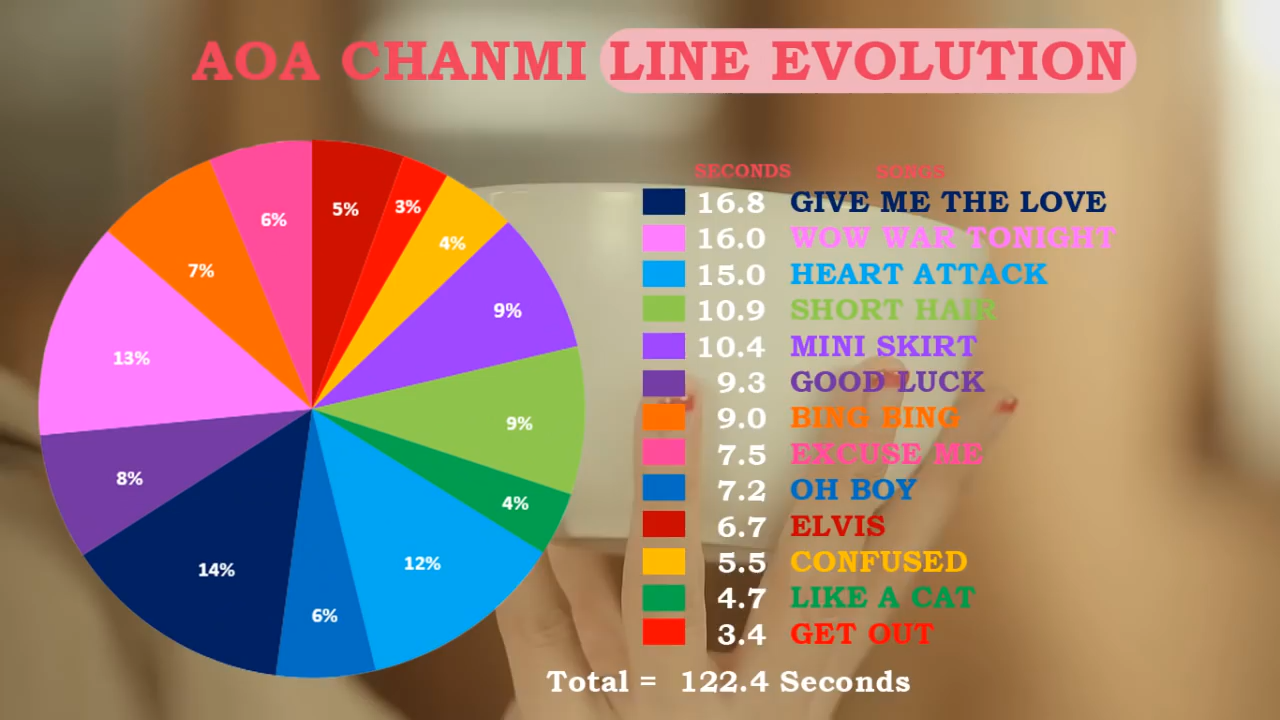 AOA CHANMI LINE EVOLUTION
SECONDS SONGS
16.8 GIVE ME THE LOVE
16.0 WOW WAR TONIGHT
15.0 HEART ATTACK
10.9 SHORT HAIR
10.4 MINI SKIRT
9.3 GOOD LUCK
9.0 BING BING
7.5 EXCUSE ME
7.2 OH BOY
6.7 ELVIS
5.5 CONFUSED
4.7 LIKE A CAT
3.4 GET OUT
Total = 122.4 Seconds
5%
3%
4%
9%
9%
4%
12%
6%
14%
8%
13%
7%
6%